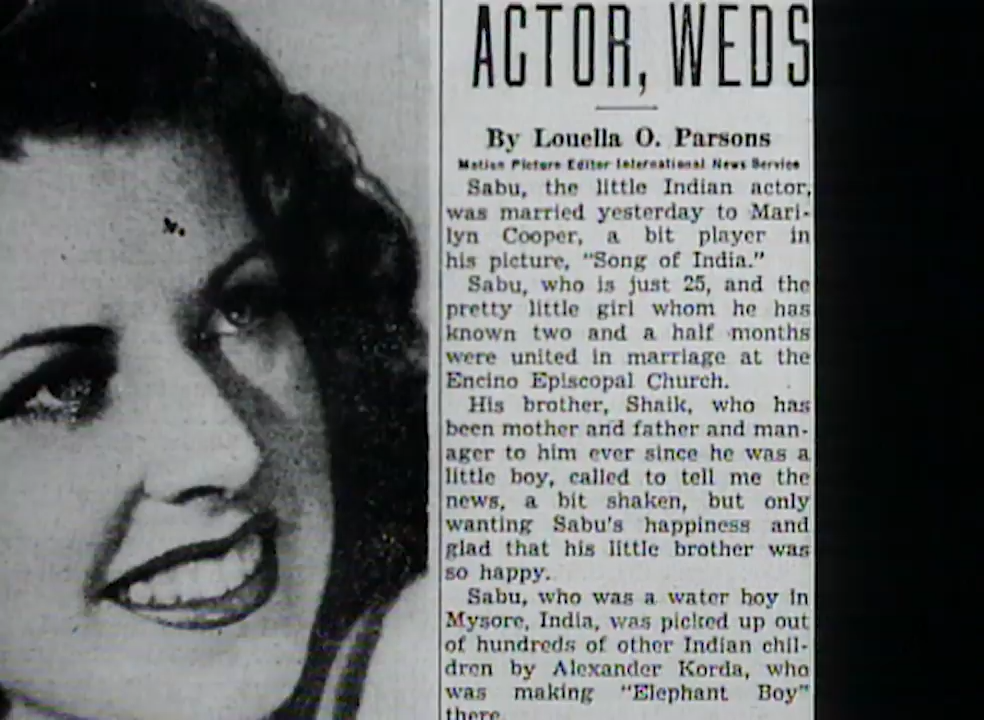 ACTOR, WEDS
By Louella O. Parsons
Motion Picture Editor International News Service
Sabu, the little Indian actor,
was married yesterday to Mari-
lyn Cooper, a bit player in
his picture, "Song of India."
Sabu, who is just 25, and the
pretty little girl whom he has
known two and a half months
were united in marriage at the
Encino Episcopal Church.
His brother, Shaik, who has
been mother and father and man-
ager to him ever since he was a
little boy, called to tell me the
news, a bit shaken, but only
wanting Sabu's happiness and
glad that his little brother was
so happy.
Sabu, who was a water boy in
Mysore, India, was picked up out
of hundreds of other Indian chil-
dren by Alexander Korda, who
was making "Elephant Boy"
there.